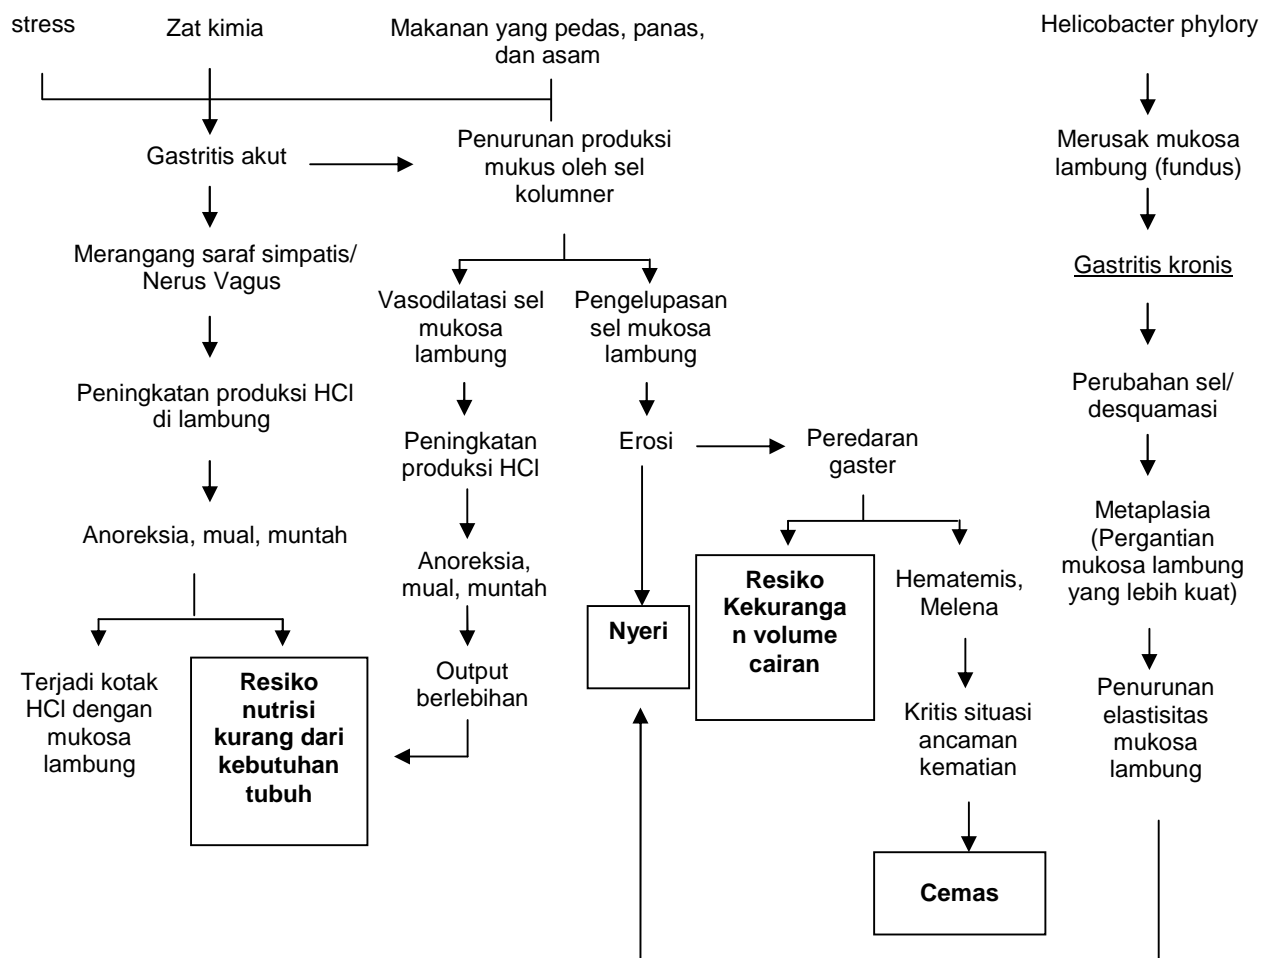 stress
Zat kimia
Makanan yang pedas, panas,
dan asam
Helicobacter phylory
Gastritis akut
Penurunan produksi
mukus oleh sel
kolumner
Merusak mukosa
lambung (fundus)
Merangang saraf simpatis/
Nerus Vagus
Vasodilatasi sel
mukosa
lambung
Pengelupasan
sel mukosa
lambung
Gastritis kronis
Peningkatan produksi HCl
di lambung
Peningkatan
produksi HCl
Erosi
Peredaran
gaster
Perubahan sel/
desquamasi
Anoreksia, mual, muntah
Anoreksia,
mual, muntah
Nyeri
Resiko
Kekuranga
n volume
cairan
Hematemis,
Melena
Metaplasia
(Pergantian
mukosa lambung
yang lebih kuat)
Terjadi kotak
HCl dengan
mukosa
lambung
Resiko
nutrisi
kurang dari
kebutuhan
tubuh
Output
berlebihan
Kritis situasi
ancaman
kematian
Penurunan
elastisitas
mukosa
lambung
Cemas